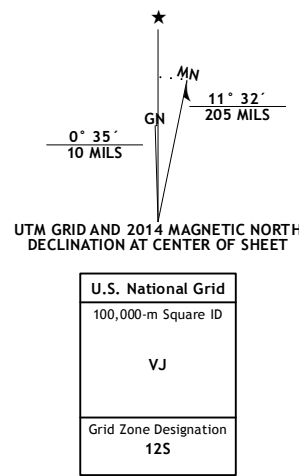 MN
11° 32´
205 MILS
GN
0° 35´
10 MILS
UTM GRID AND 2014 MAGNETIC NORTH
DECLINATION AT CENTER OF SHEET
U.S. National Grid
100,000-m Square ID
VJ
Grid Zone Designation
12S